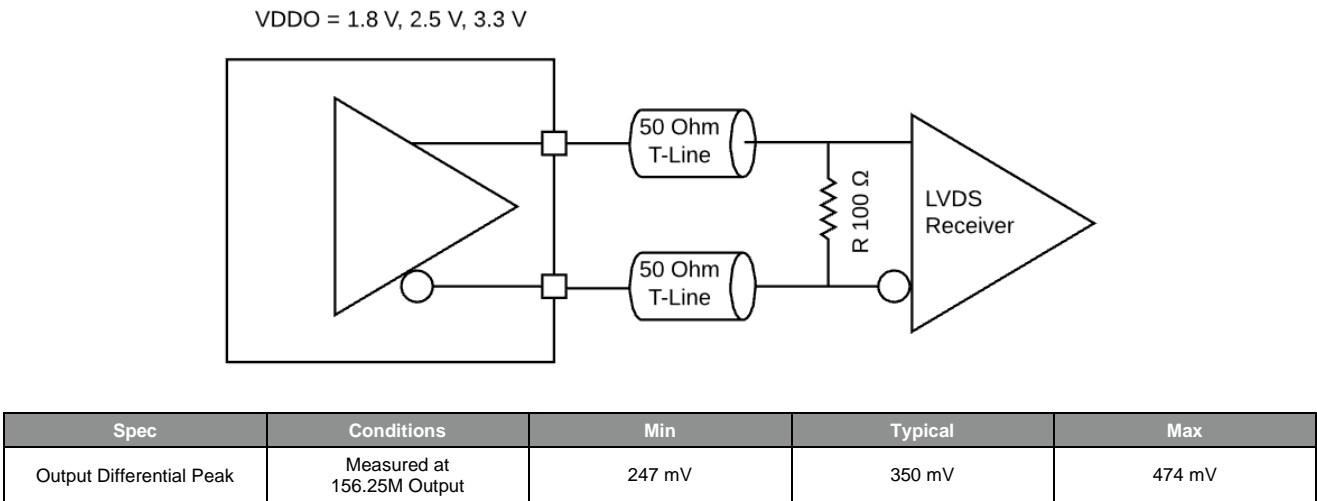 VDDO = 1.8 V, 2.5 V, 3.3 V
50 Ohm
T-Line
R 100 Ω
LVDS
Receiver
50 Ohm
T-Line
Spec Conditions Min Typical Max
Output Differential Peak Measured at 156.25M Output 247 mV 350 mV 474 mV